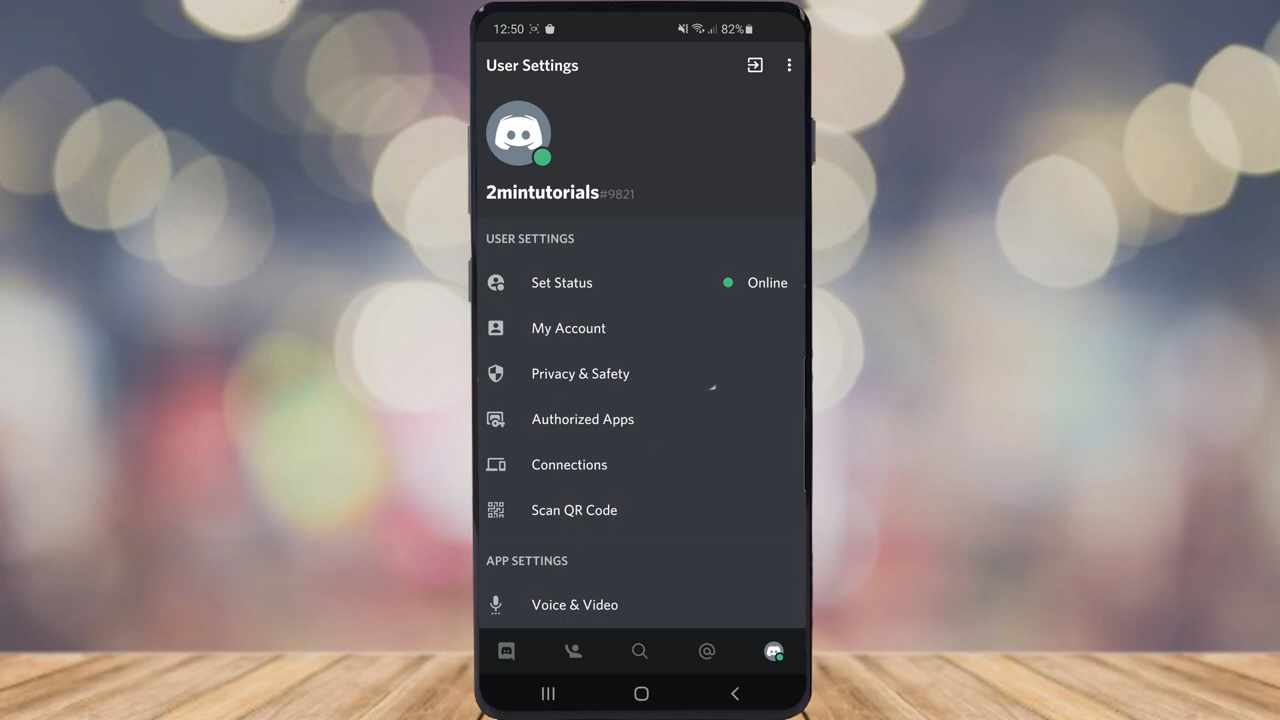 12:50 82%
User Settings
2mintutorials#9821
USER SETTINGS
Set Status Online
My Account
Privacy & Safety
Authorized Apps
Connections
Scan QR Code
APP SETTINGS
Voice & Video